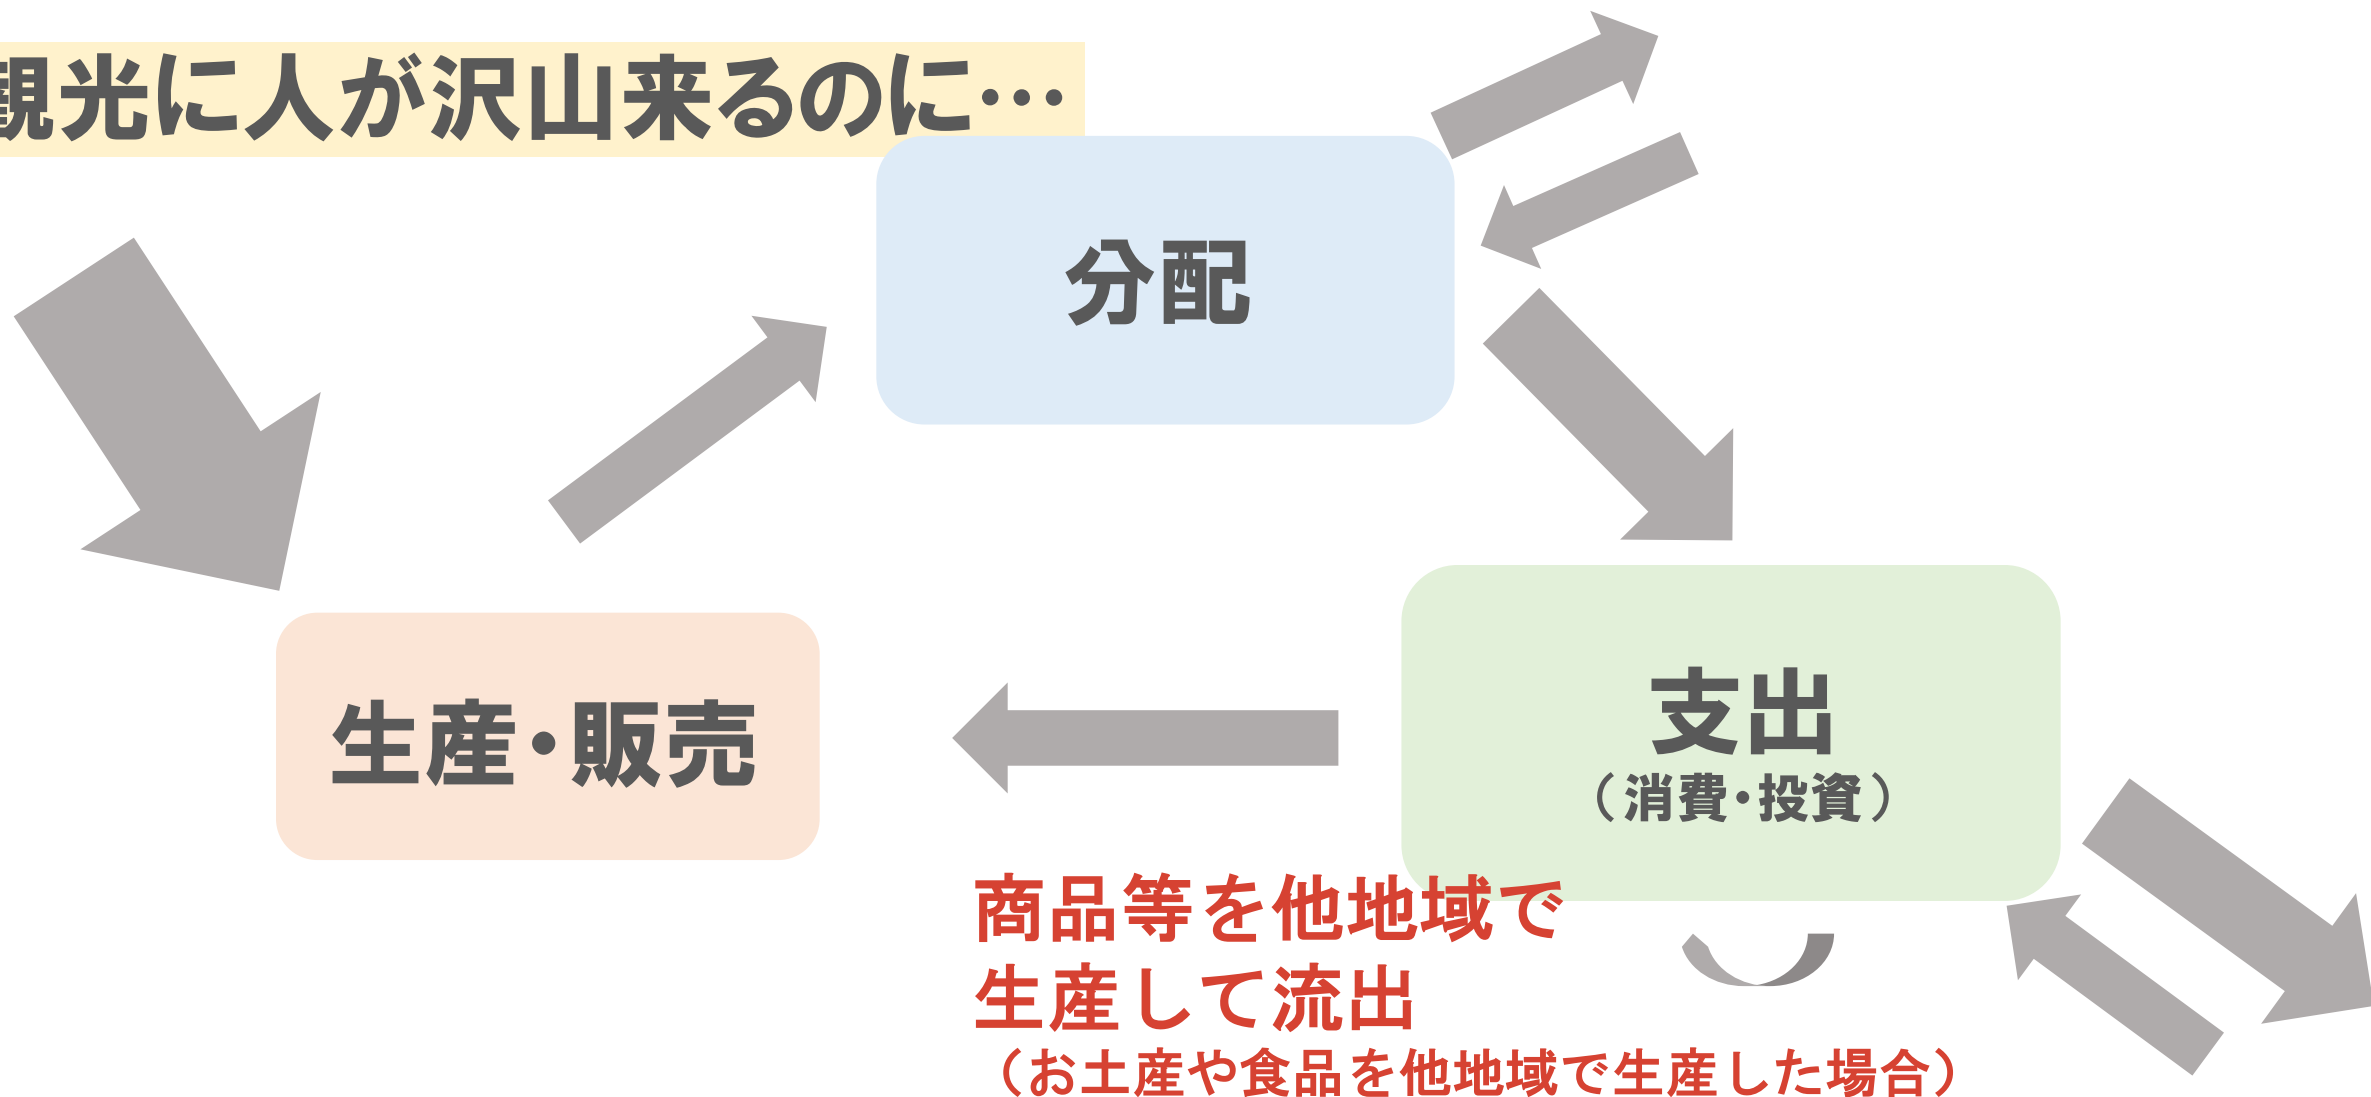 観光に人が沢山来るのに…
分配
生産・販売
支出
（消費・投資）
商品等を他地域で
生産して流出
（お土産や食品を他地域で生産した場合）